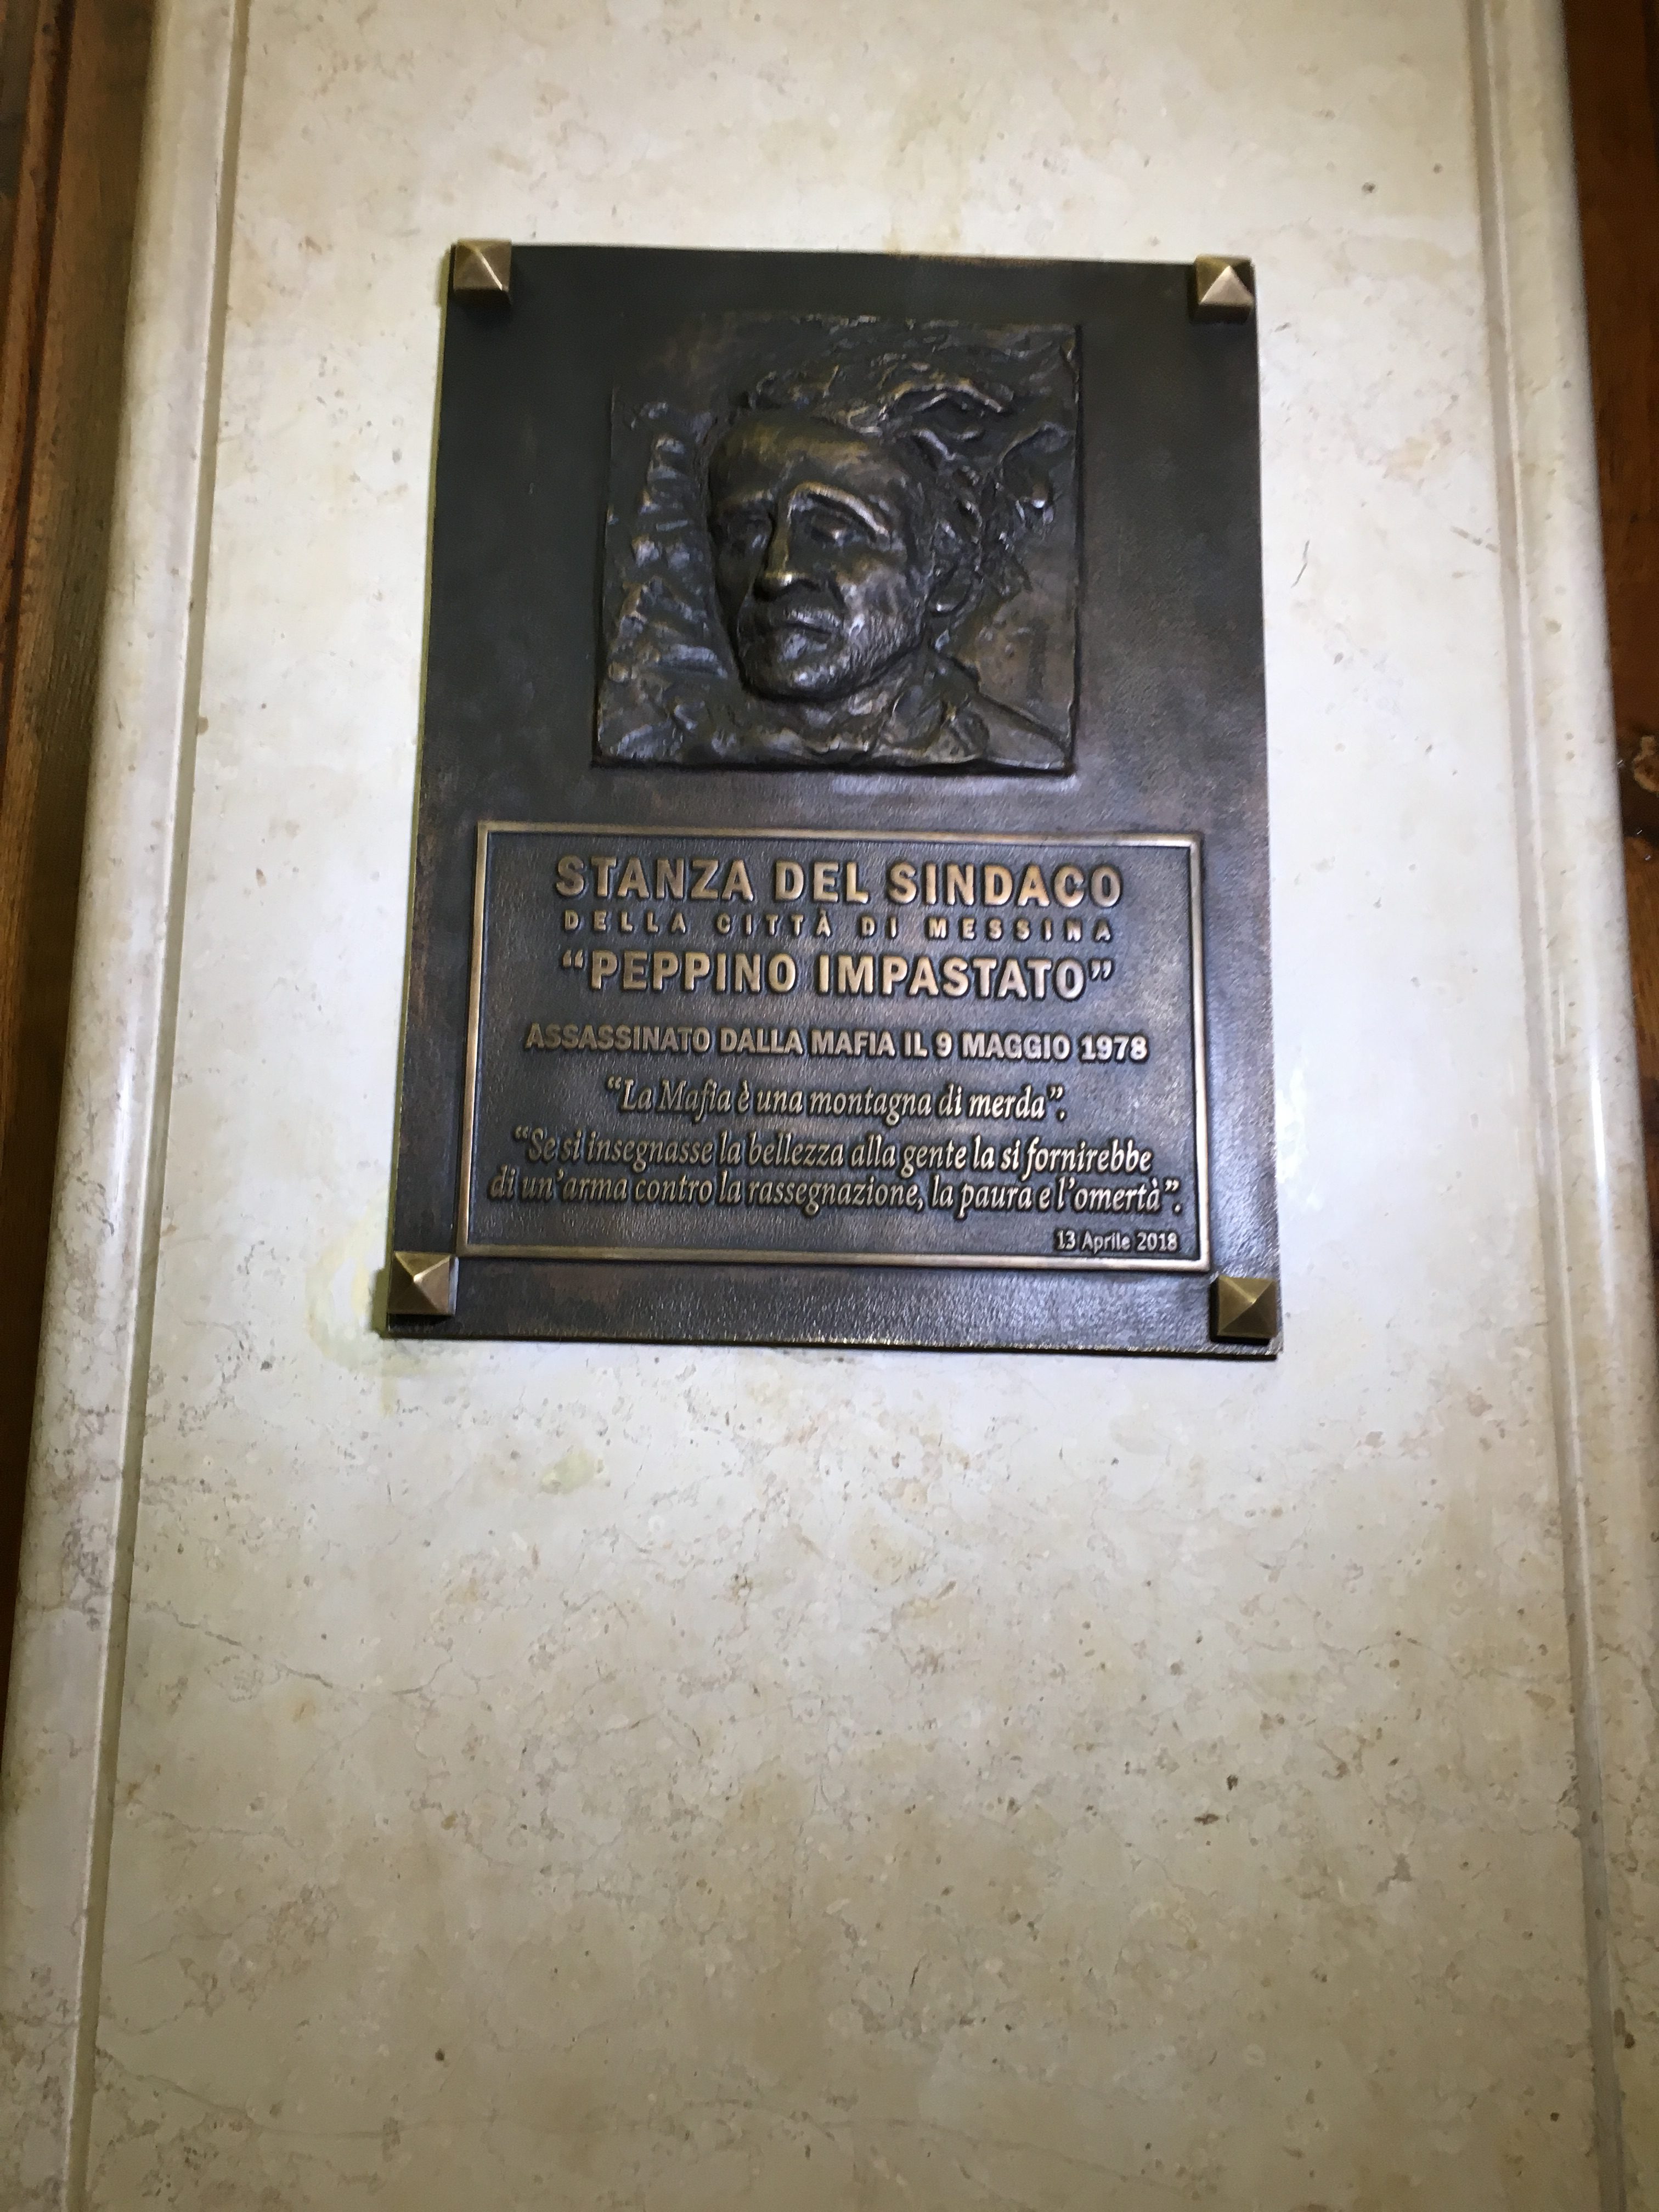 STANZA DEL SINDACO
DELLA CITTÀ DI MESSINA
“PEPPINO IMPASTATO”
ASSASSINATO DALLA MAFIA IL 9 MAGGIO 1978
“La Mafia è una montagna di merda”.
“Se si insegnasse la bellezza alla gente la si fornirebbe
di un’arma contro la rassegnazione, la paura e l’omertà”.
13 Aprile 2018